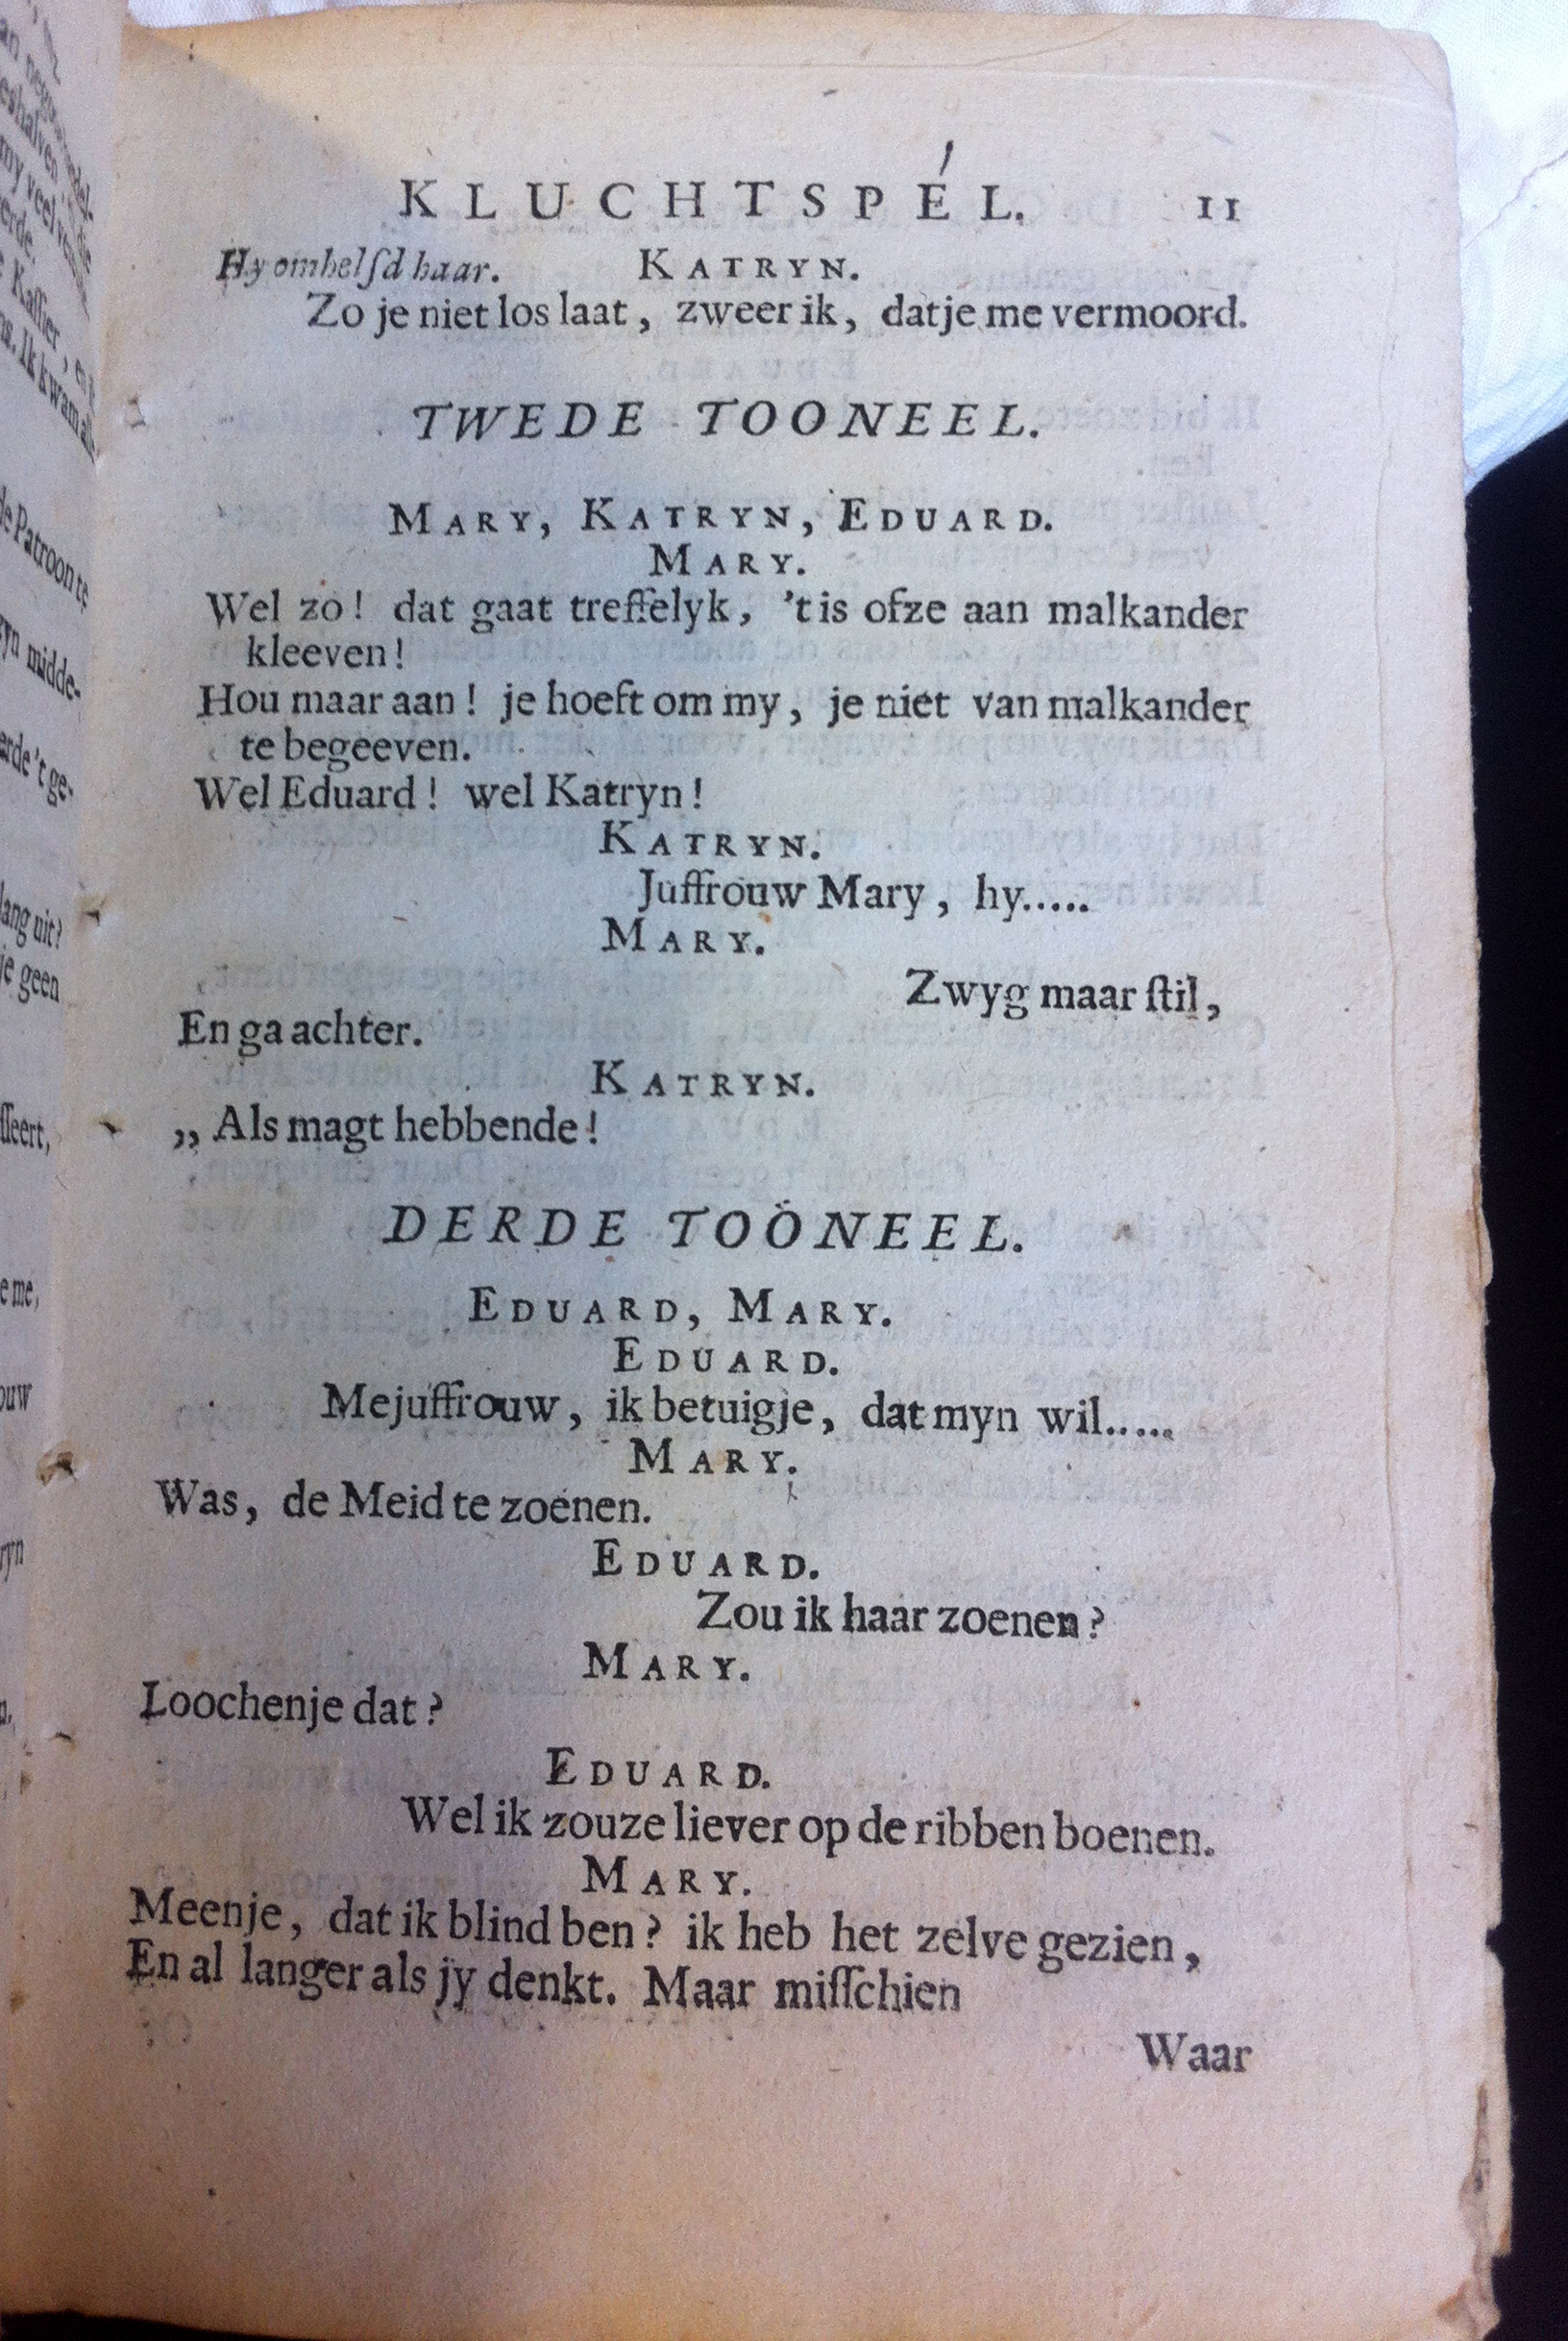 KLUCHTSPÉL. 11
Hy omhelſd haar. KATRYN.
Zo je niet los laat, zweer ik, datje me vermoord.
TWEDE TOONEEL.
MARY, KATRYN, EDUARD.
MARY.
Wel zo! dat gaat treffelyk, 't is ofze aan malkander
kleeven!
Hou maar aan! je hoeft om my, je niet van malkander
te begeeven.
Wel Eduard! wel Katryn!
KATRYN.
Juffrouw Mary, hy.....
MARY.
Zwyg maar ſtil,
En ga achter.
KATRYN.
,, Als magt hebbende!
DERDE TOONEEL.
EDUARD, MARY.
EDUARD.
Mejuffrouw, ik betuigje, dat myn wil.....
MARY.
Was, de Meid te zoenen.
EDUARD.
Zou ik haar zoenen?
MARY.
Loochenje dat?
EDUARD.
Wel ik zouze liever op de ribben boenen.
MARY.
Meenje, dat ik blind ben? ik heb het zelve gezien,
En al langer als jy denkt. Maar miſſchien
Waar